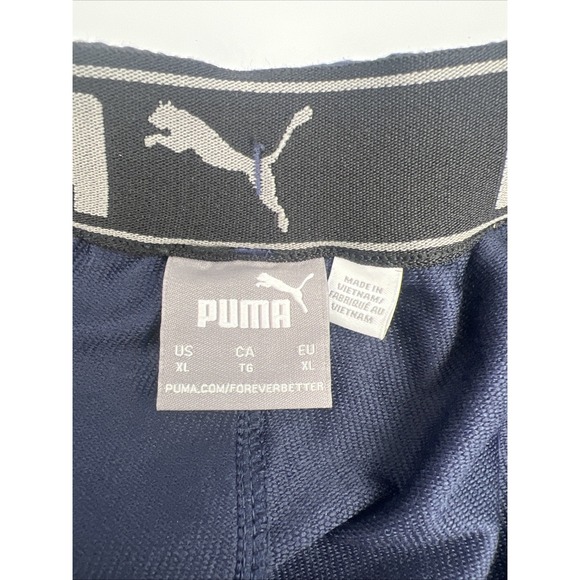 PUMA
US CA EU
XL TG XL
PUMA.COM/FOREVERBETTER
MADE IN
VIETNAM/
FABRIQUÉ AU
VIETNAM